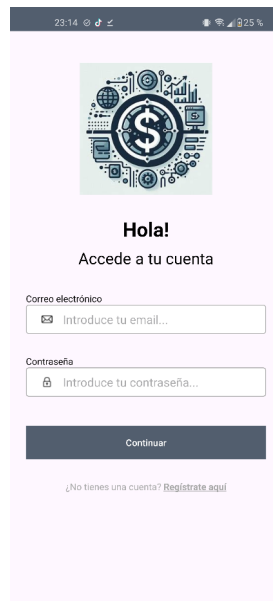 23:14 25 %
$
Hola!
Accede a tu cuenta
Correo electrónico
Introduce tu email...
Contraseña
Introduce tu contraseña...
Continuar
¿No tienes una cuenta? Regístrate aquí